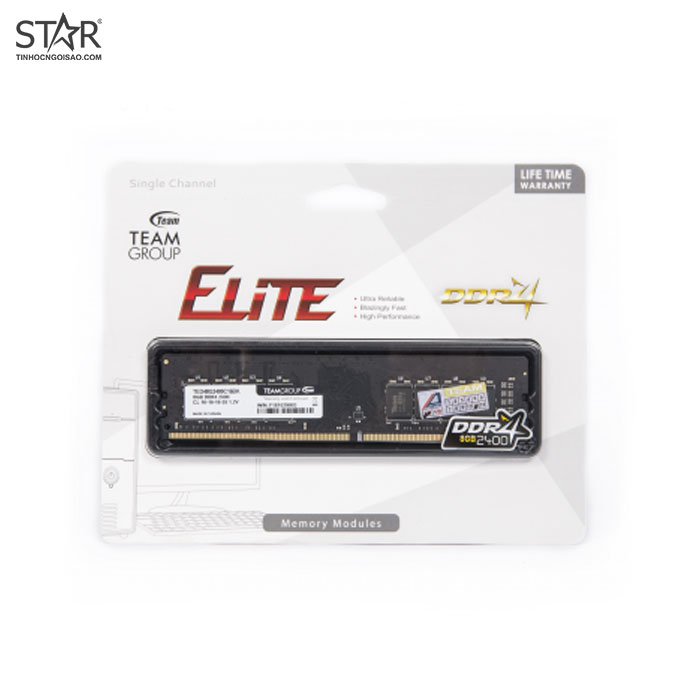 STAR®
TINHOCNGOISAO.COM
Single Channel
LIFE TIME
WARRANTY
Team
TEAM
GROUP
ELiTE
• Ultra Reliable
• Blazingly Fast
• High Performance
DDR4
TEAMGROUP
TEAM
DDR4
8GB 2400
Memory Modules